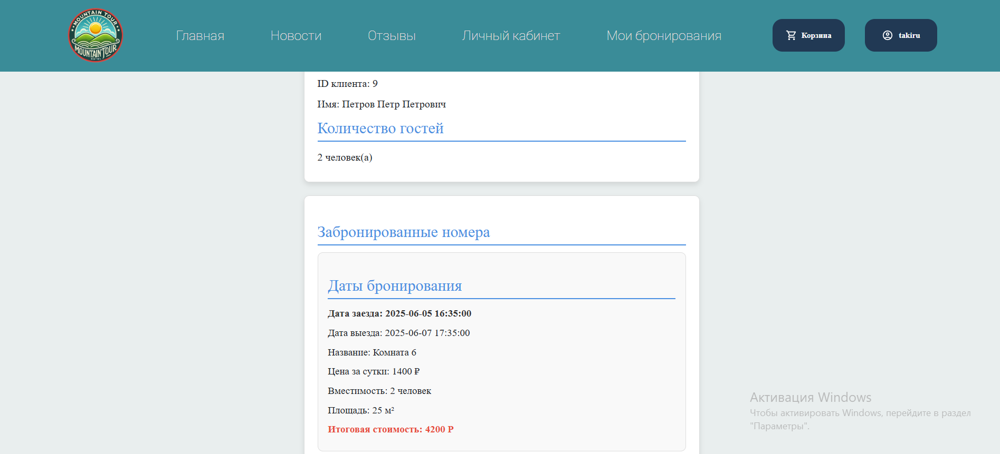 MOUNTAIN TOUR
MOUNTAIN TOUR
HOTEL
Главная
Новости
Отзывы
Личный кабинет
Мои бронирования
Корзина
takiru
ID клиента: 9
Имя: Петров Петр Петрович
Количество гостей
2 человек(а)
Забронированные номера
Даты бронирования
Дата заезда: 2025-06-05 16:35:00
Дата выезда: 2025-06-07 17:35:00
Название: Комната 6
Цена за сутки: 1400 ₽
Вместимость: 2 человек
Площадь: 25 м²
Итоговая стоимость: 4200 Р
Активация Windows
Чтобы активировать Windows, перейдите в раздел
"Параметры".